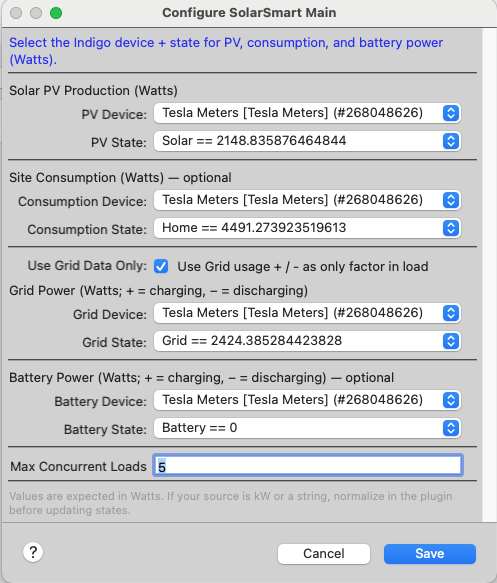 Configure SolarSmart Main
Select the Indigo device + state for PV, consumption, and battery power
(Watts).
Solar PV Production (Watts)
PV Device: Tesla Meters [Tesla Meters] (#268048626)
PV State: Solar == 2148.835876464844
Site Consumption (Watts) — optional
Consumption Device: Tesla Meters [Tesla Meters] (#268048626)
Consumption State: Home == 4491.273923519613
Use Grid Data Only: Use Grid usage + / - as only factor in load
Grid Power (Watts; + = charging, − = discharging)
Grid Device: Tesla Meters [Tesla Meters] (#268048626)
Grid State: Grid == 2424.385284423828
Battery Power (Watts; + = charging, − = discharging) — optional
Battery Device: Tesla Meters [Tesla Meters] (#268048626)
Battery State: Battery == 0
Max Concurrent Loads 5
Values are expected in Watts. If your source is kW or a string, normalize in the plugin
before updating states.
? Cancel Save